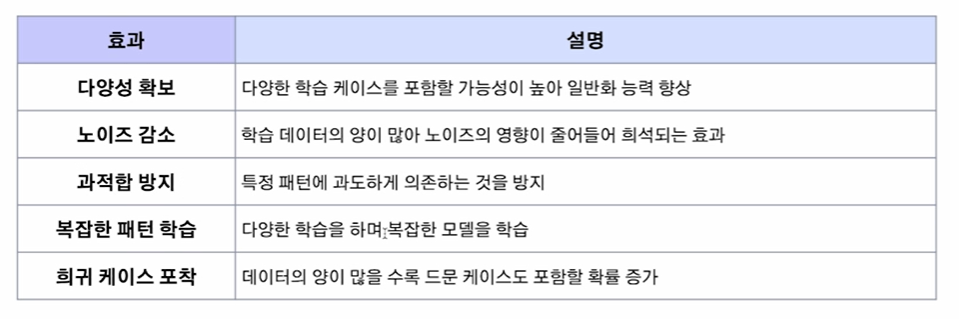 효과 설명
다양성 확보 다양한 학습 케이스를 포함할 가능성이 높아 일반화 능력 향상
노이즈 감소 학습 데이터의 양이 많아 노이즈의 영향이 줄어들어 희석되는 효과
과적합 방지 특정 패턴에 과도하게 의존하는 것을 방지
복잡한 패턴 학습 다양한 학습을 하며 복잡한 모델을 학습
희귀 케이스 포착 데이터의 양이 많을 수록 드문 케이스도 포함할 확률 증가